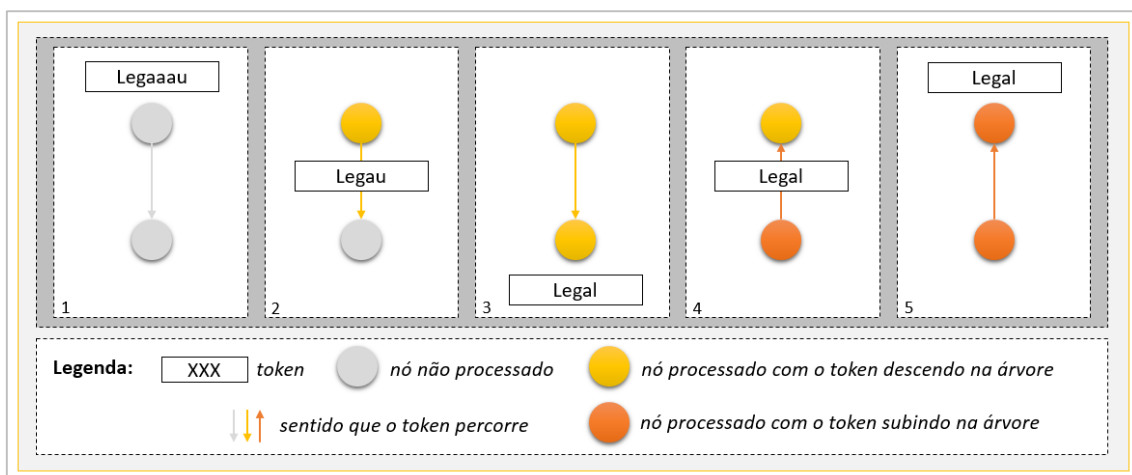 Legaaau
1
Legau
2
Legal
3
Legal
4
Legal
5
Legenda: XXX token nó não processado nó processado com o token descendo na árvore
sentido que o token percorre nó processado com o token subindo na árvore